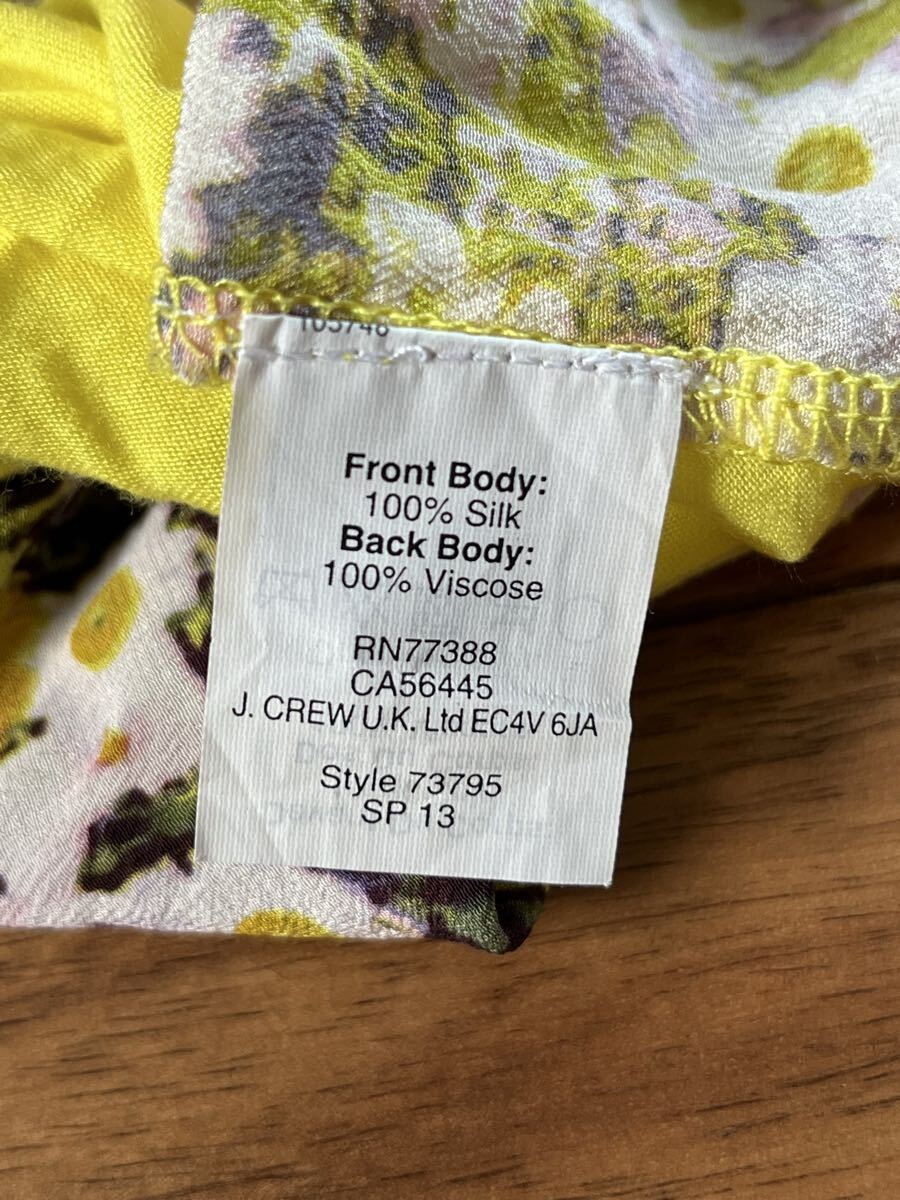 Front Body:
100% Silk
Back Body:
100% Viscose
RN77388
CA56445
J. CREW U.K. Ltd EC4V 6JA
Style 73795
SP 13